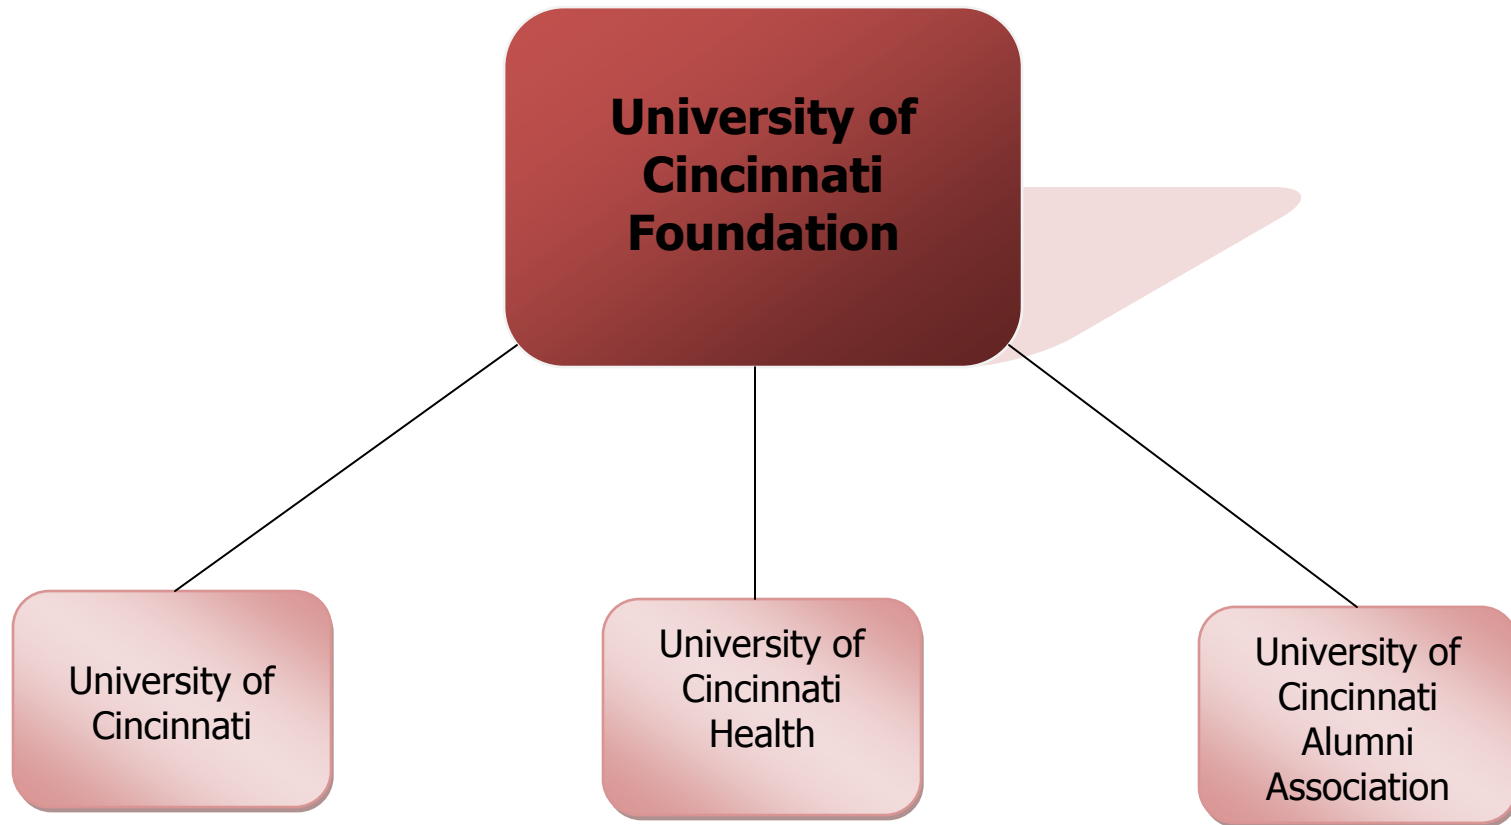 University of
Cincinnati
Foundation
University of
Cincinnati
University of
Cincinnati
Health
University of
Cincinnati
Alumni
Association